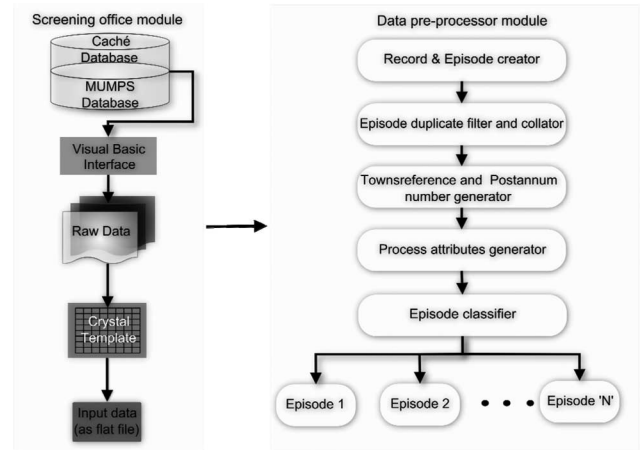 Screening office module
Caché
Database
MUMPS
Database
Visual Basic
Interface
Raw Data
Crystal
Template
Input data
(as flat file)
Data pre-processor module
Record & Episode creator
Episode duplicate filter and collator
Townsreference and Postannum
number generator
Process attributes generator
Episode classifier
Episode 1
Episode 2
• • •
Episode 'N'